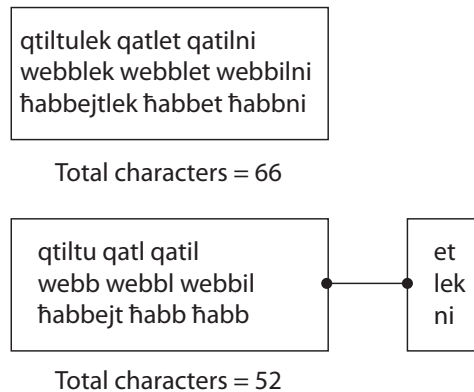 qtiltulek qatlet qatilni
webblek webblet webbilni
ħabbejtlek ħabbet ħabbni
Total characters = 66
qtiltu qatl qatil
webb webbl webbil
ħabbejt ħabb ħabb
et
lek
ni
Total characters = 52